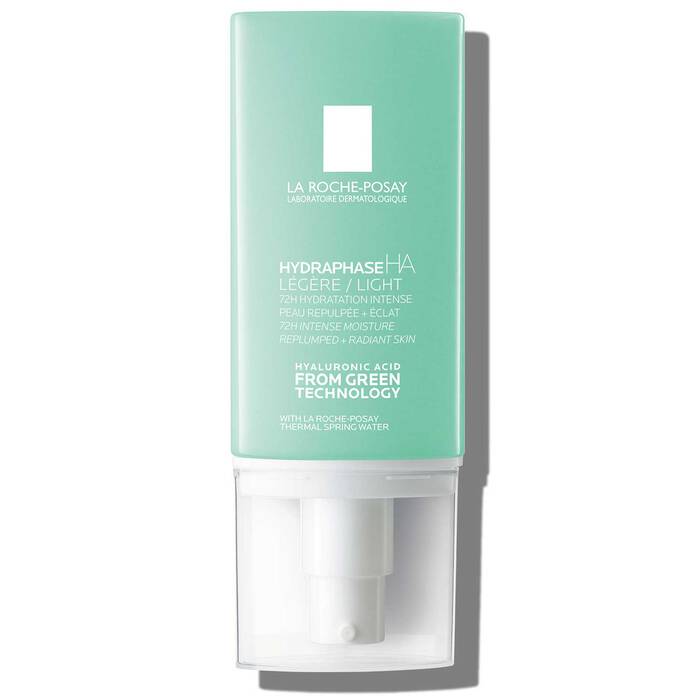 LA ROCHE-POSAY
LABORATOIRE DERMATOLOGIQUE
HYDRAPHASE HA
LÉGÈRE / LIGHT
72H HYDRATATION INTENSE
PEAU REPULPÉE + ÉCLAT
72H INTENSE MOISTURE
REPLUMPED + RADIANT SKIN
HYALURONIC ACID
FROM GREEN
TECHNOLOGY
WITH LA ROCHE-POSAY
THERMAL SPRING WATER